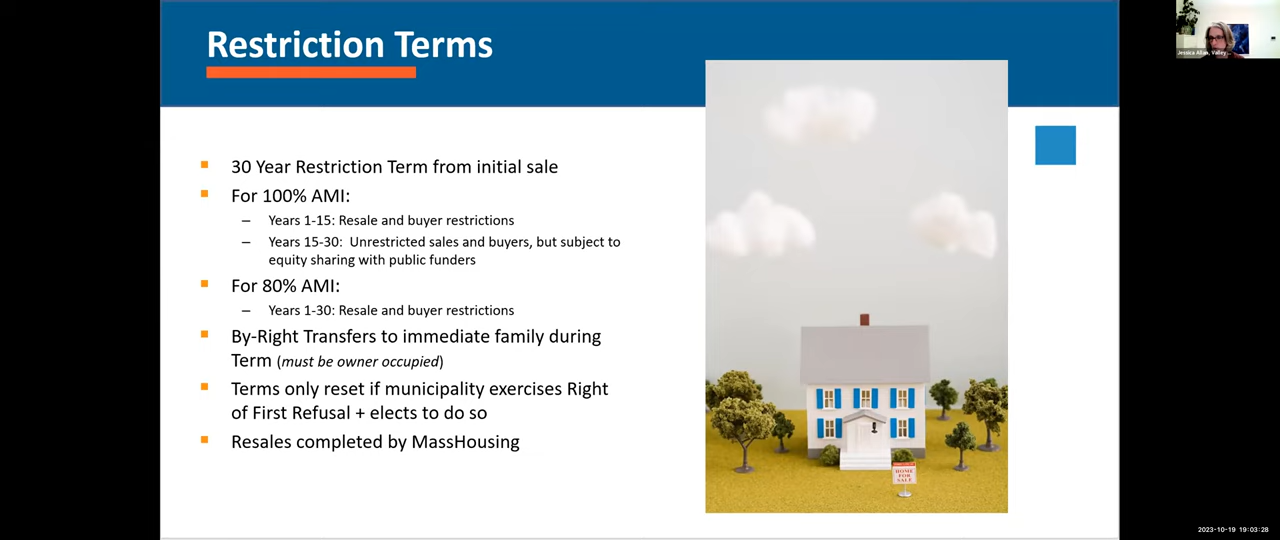 Restriction Terms
30 Year Restriction Term from initial sale
For 100% AMI:
– Years 1-15: Resale and buyer restrictions
– Years 15-30: Unrestricted sales and buyers, but subject to
equity sharing with public funders
For 80% AMI:
– Years 1-30: Resale and buyer restrictions
By-Right Transfers to immediate family during
Term (must be owner occupied)
Terms only reset if municipality exercises Right
of First Refusal + elects to do so
Resales completed by MassHousing
HOME
FOR
SALE
Jessica Allan, Valley...
2023-10-19 19:03:28